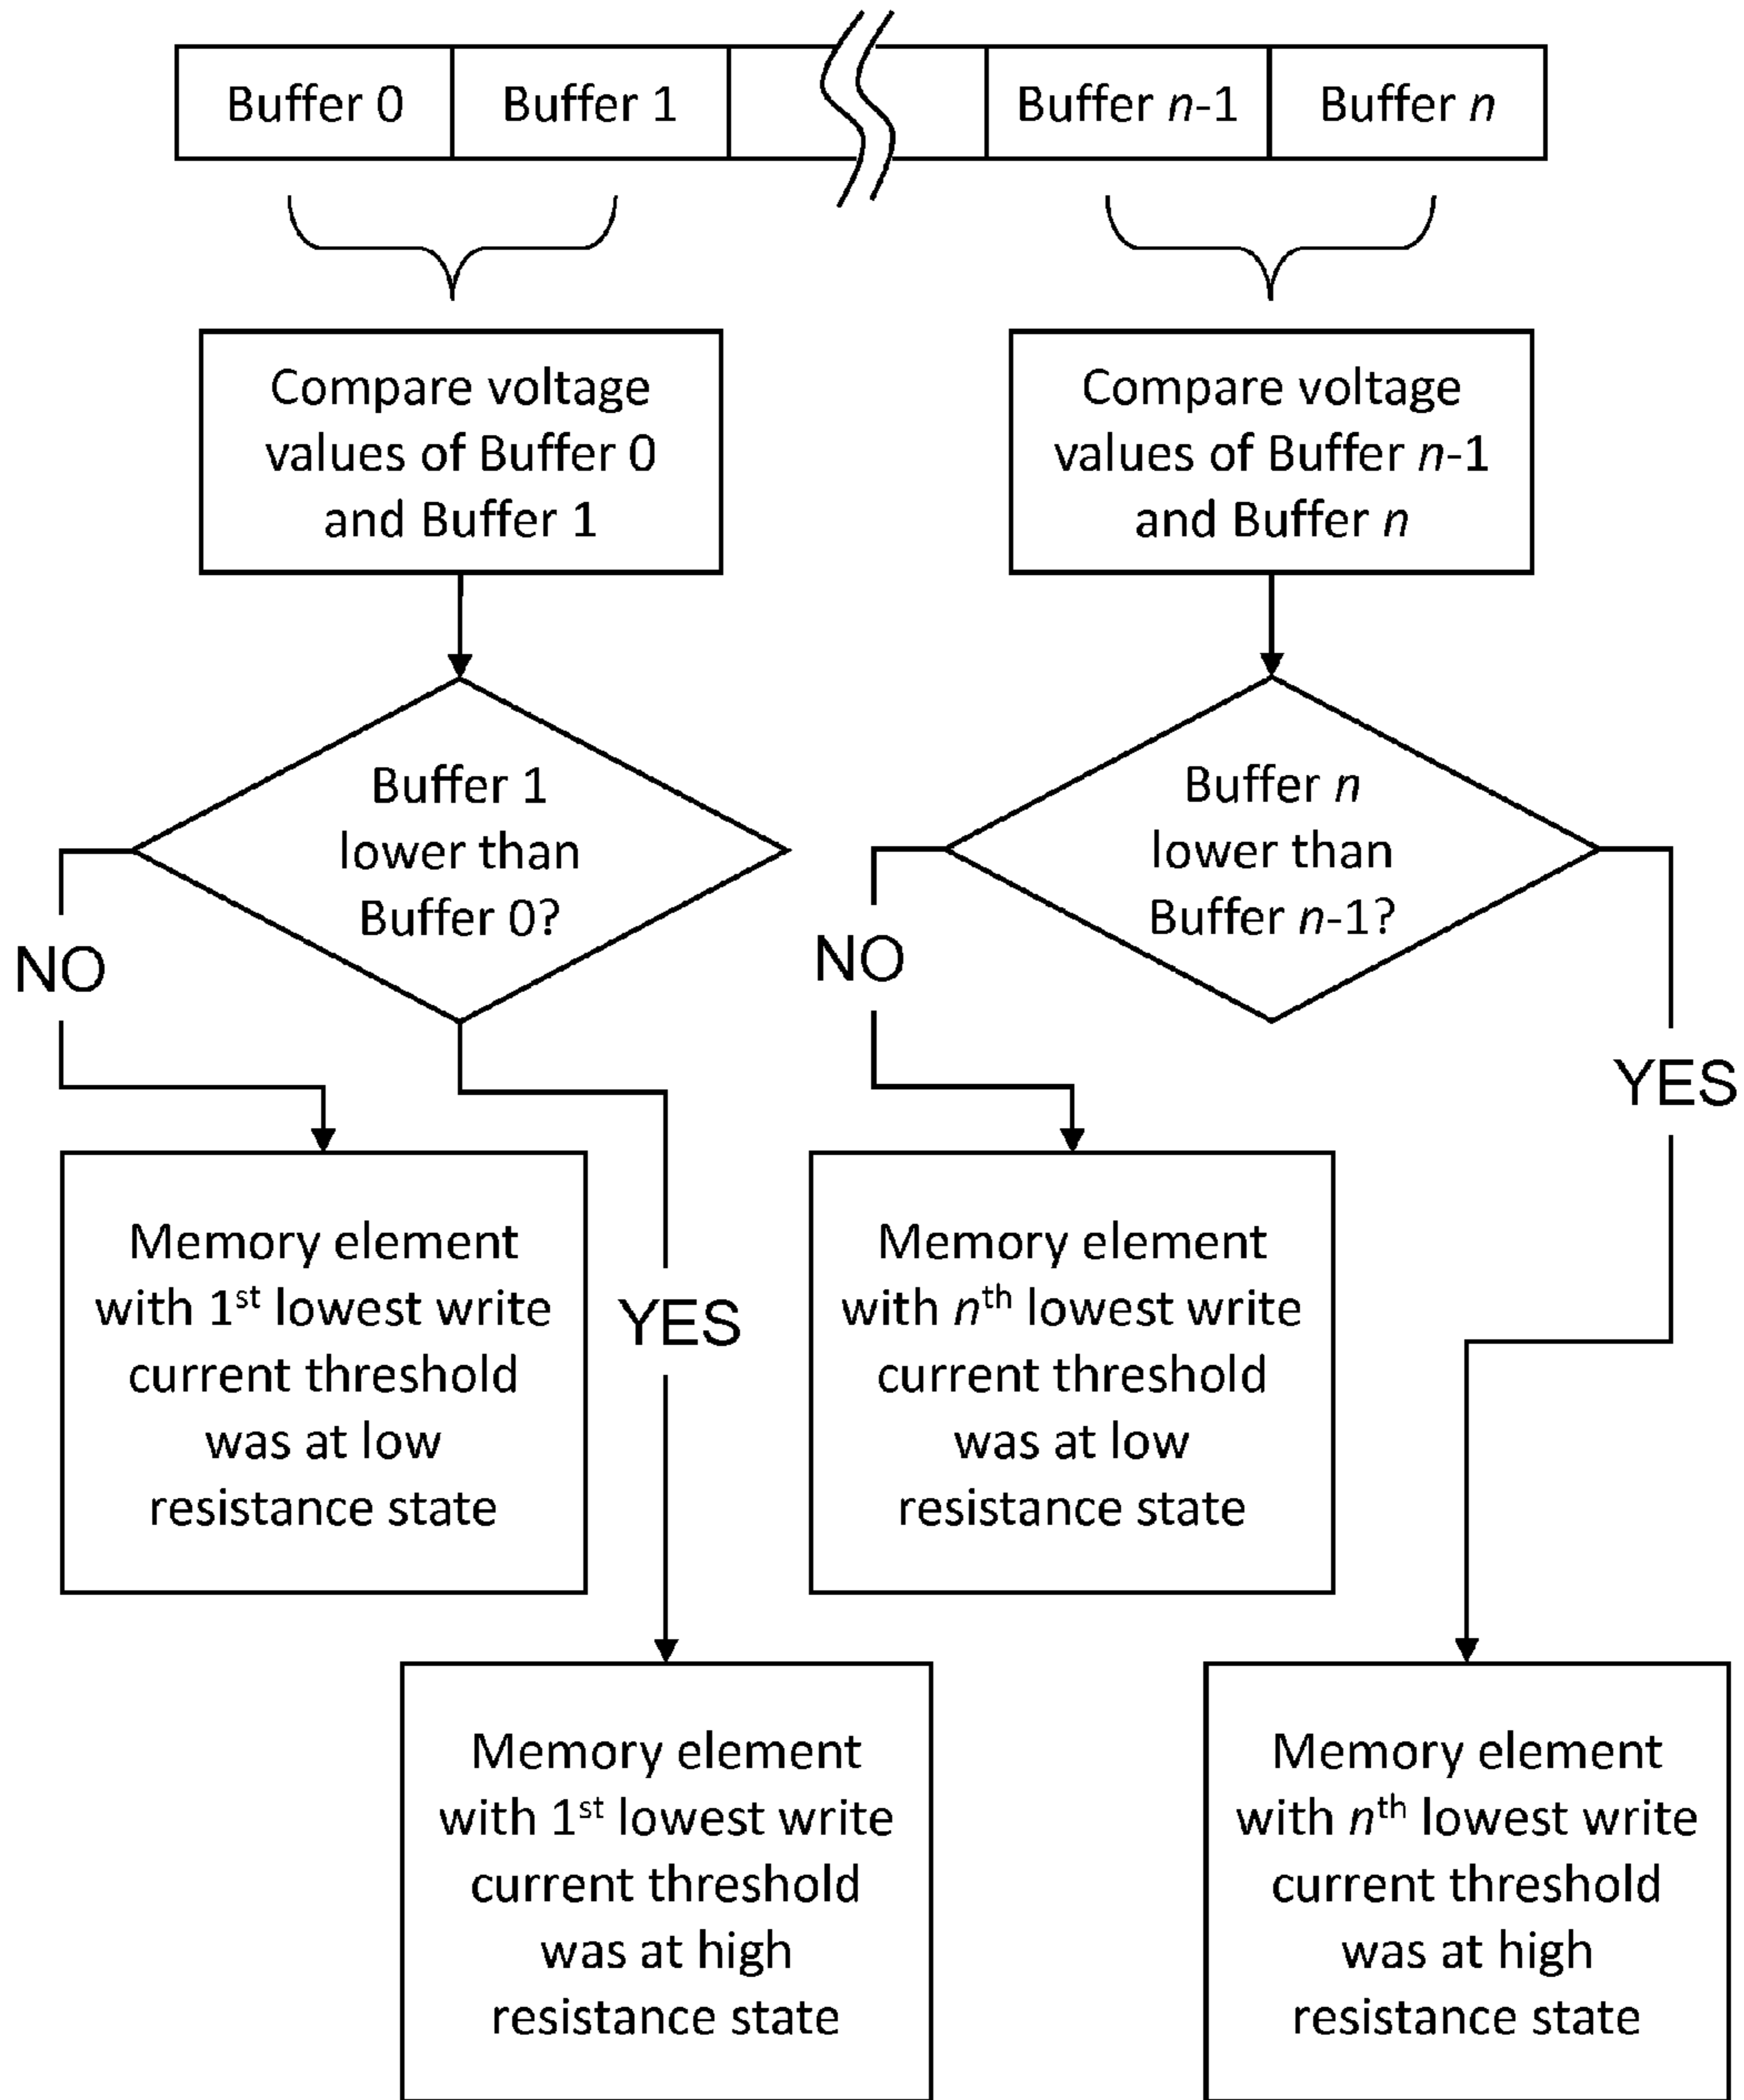 Buffer 0 Buffer 1 Buffer n-1 Buffer n
Compare voltage
values of Buffer 0
and Buffer 1
Compare voltage
values of Buffer n-1
and Buffer n
Buffer 1
lower than
Buffer 0?
Buffer n
lower than
Buffer n-1?
NO
NO
YES
Memory element
with 1st lowest write
current threshold
was at low
resistance state
YES
Memory element
with nth lowest write
current threshold
was at low
resistance state
Memory element
with 1st lowest write
current threshold
was at high
resistance state
Memory element
with nth lowest write
current threshold
was at high
resistance state